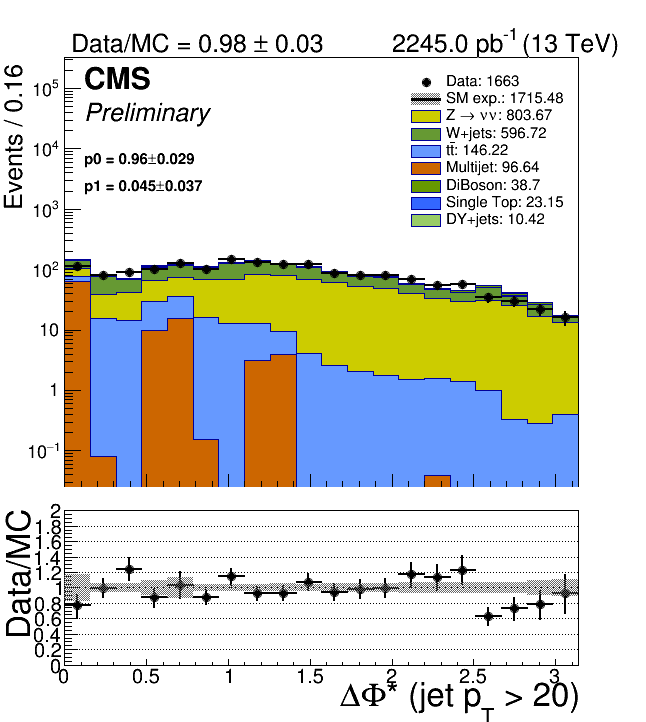 Data/MC = 0.98 ± 0.03 2245.0 pb⁻¹ (13 TeV)
Events / 0.16
CMS
Preliminary
p0 = 0.96±0.029
p1 = 0.045±0.037
Data: 1663
SM exp.: 1715.48
Z → νν: 803.67
W+jets: 596.72
tt̄: 146.22
Multijet: 96.64
DiBoson: 38.7
Single Top: 23.15
DY+jets: 10.42
10⁵
10⁴
10³
10²
10
1
10⁻¹
Data/MC
2
1.8
1.6
1.4
1.2
1
0.8
0.6
0.4
0.2
0
0 0.5 1 1.5 2 2.5 3
ΔΦ* (jet p_T > 20)